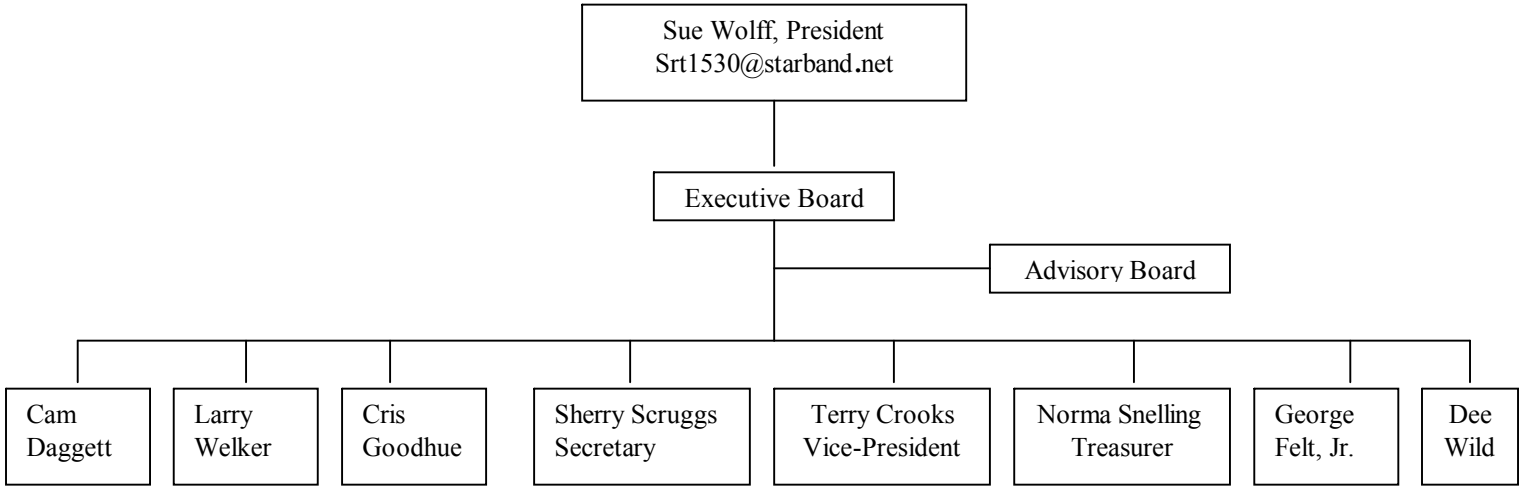 Sue Wolff, President
Srt1530@starband.net
Executive Board
Advisory Board
Cam
Daggett
Larry
Welker
Cris
Goodhue
Sherry Scruggs
Secretary
Terry Crooks
Vice-President
Norma Snelling
Treasurer
George
Felt, Jr.
Dee
Wild